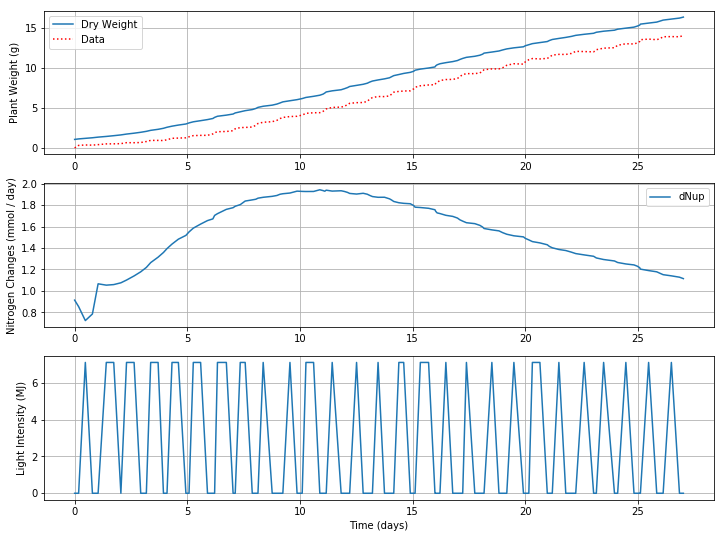 Plant Weight (g)
15
10
5
0
Dry Weight
Data
0 5 10 15 20 25
Nitrogen Changes (mmol / day)
2.0
1.8
1.6
1.4
1.2
1.0
0.8
dNup
0 5 10 15 20 25
Light Intensity (MJ)
6
4
2
0
0 5 10 15 20 25
Time (days)